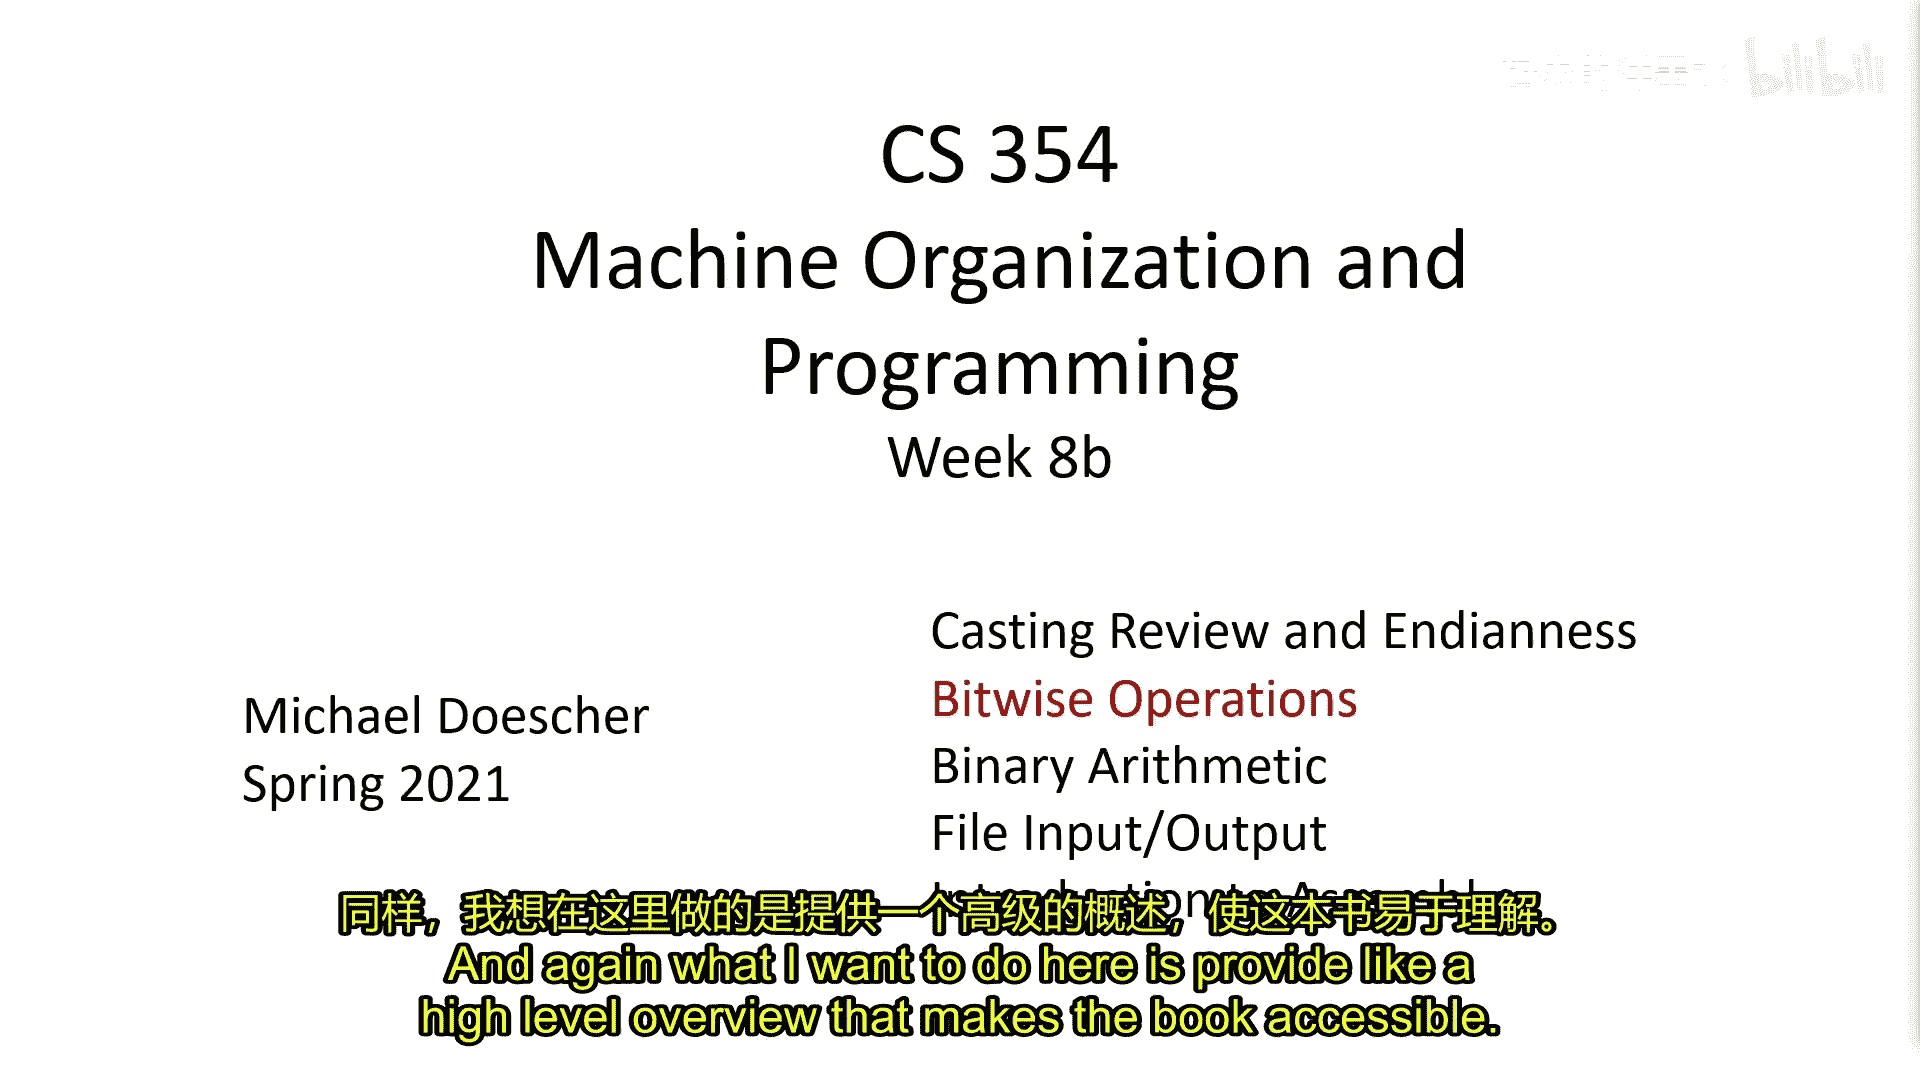 bilibili
CS 354
Machine Organization and
Programming
Week 8b
Michael Doescher
Spring 2021
Casting Review and Endianness
Bitwise Operations
Binary Arithmetic
File Input/Output
Introduction to Assembly
同样，我想在这里做的是提供一个高级的概述，使这本书易于理解。
And again what I want to do here is provide like a
high level overview that makes the book accessible.